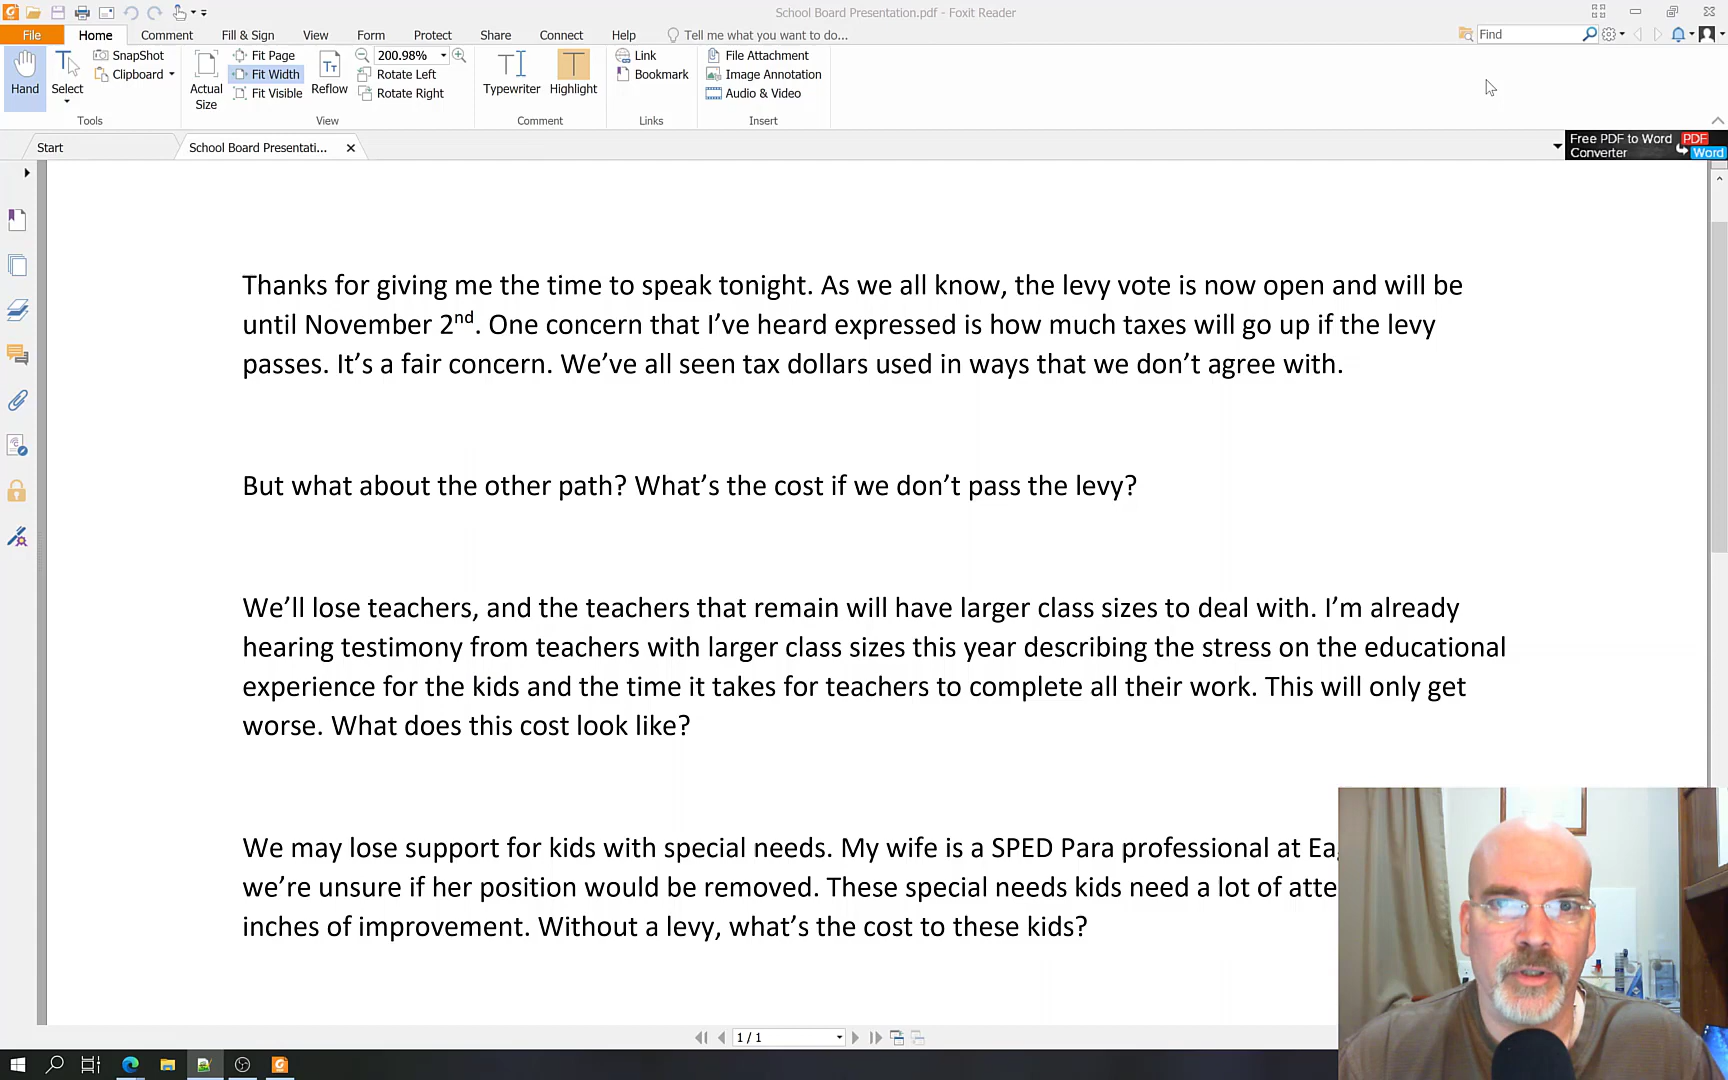 School Board Presentation.pdf - Foxit Reader
File Home Comment Fill & Sign View Form Protect Share Connect Help Tell me what you want to do... Find
Hand
Select
SnapShot
Clipboard
Tools
Actual Size
Fit Page
Fit Width
Fit Visible
Reflow
200.98%
Rotate Left
Rotate Right
View
Typewriter
Highlight
Comment
Link
Bookmark
Links
File Attachment
Image Annotation
Audio & Video
Insert
Start
School Board Presentati...
Free PDF to Word PDF
Converter Word
Thanks for giving me the time to speak tonight. As we all know, the levy vote is now open and will be
until November 2nd. One concern that I’ve heard expressed is how much taxes will go up if the levy
passes. It’s a fair concern. We’ve all seen tax dollars used in ways that we don’t agree with.
But what about the other path? What’s the cost if we don’t pass the levy?
We’ll lose teachers, and the teachers that remain will have larger class sizes to deal with. I’m already
hearing testimony from teachers with larger class sizes this year describing the stress on the educational
experience for the kids and the time it takes for teachers to complete all their work. This will only get
worse. What does this cost look like?
We may lose support for kids with special needs. My wife is a SPED Para professional at Ea
we’re unsure if her position would be removed. These special needs kids need a lot of atte
inches of improvement. Without a levy, what’s the cost to these kids?
1 / 1